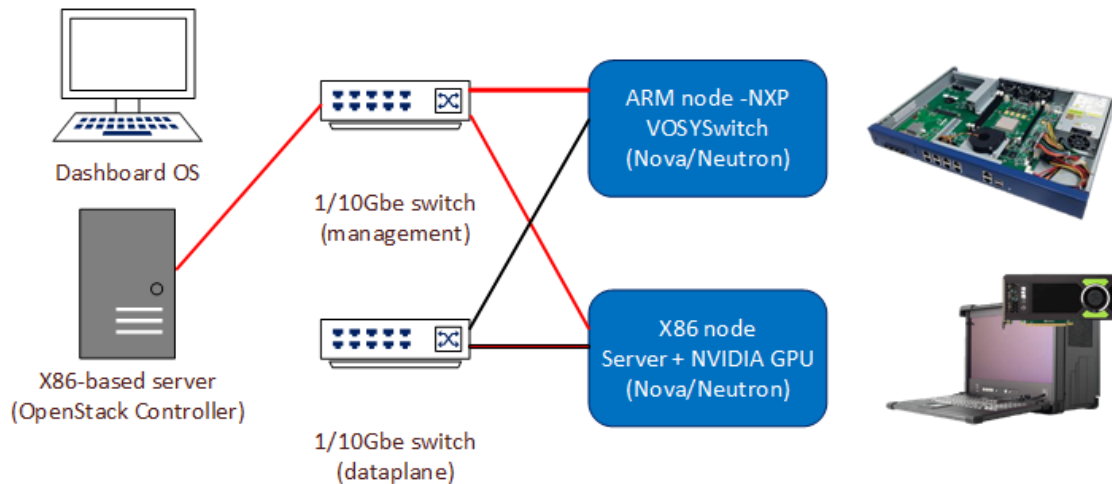 Dashboard OS
X86-based server
(OpenStack Controller)
1/10Gbe switch
(management)
1/10Gbe switch
(dataplane)
ARM node -NXP
VOSYSwitch
(Nova/Neutron)
X86 node
Server + NVIDIA GPU
(Nova/Neutron)